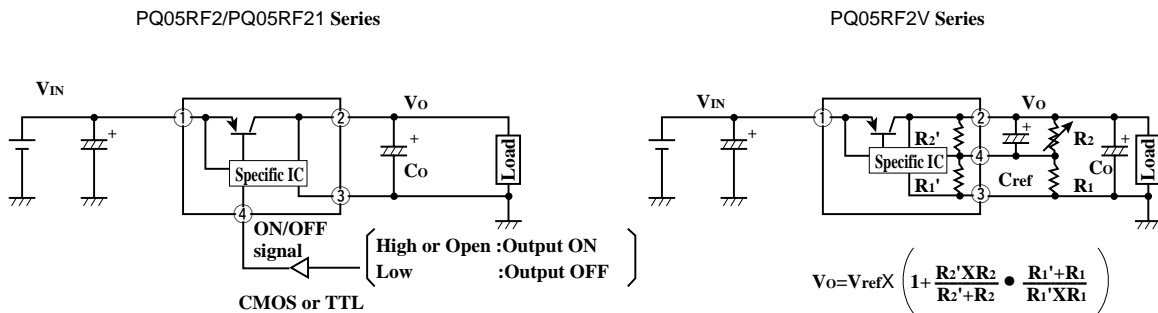 PQ05RF2/PQ05RF21 Series
VIN
+
1
2
VO
+
CO
Load
Specific IC
3
4
ON/OFF
signal
High or Open :Output ON
Low :Output OFF
CMOS or TTL
PQ05RF2V Series
VIN
+
1
2
VO
+
R2'
R2
+
Specific IC
4
CO
Load
R1'
Cref
R1
3
VO=VrefX (1+ R2'XR2/R2'+R2 ● R1'+R1/R1'XR1)